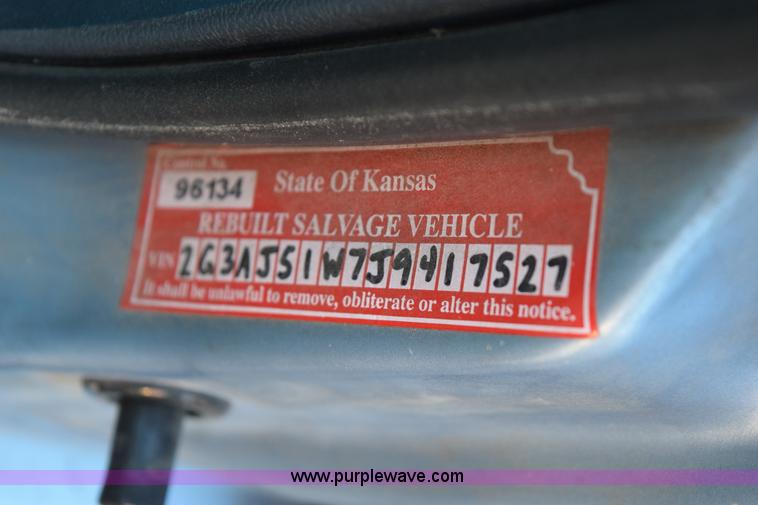 Control No.
96134 State Of Kansas
REBUILT SALVAGE VEHICLE
VIN 2G3AJ51W7J9417527
It shall be unlawful to remove, obliterate or alter this notice.
www.purplewave.com